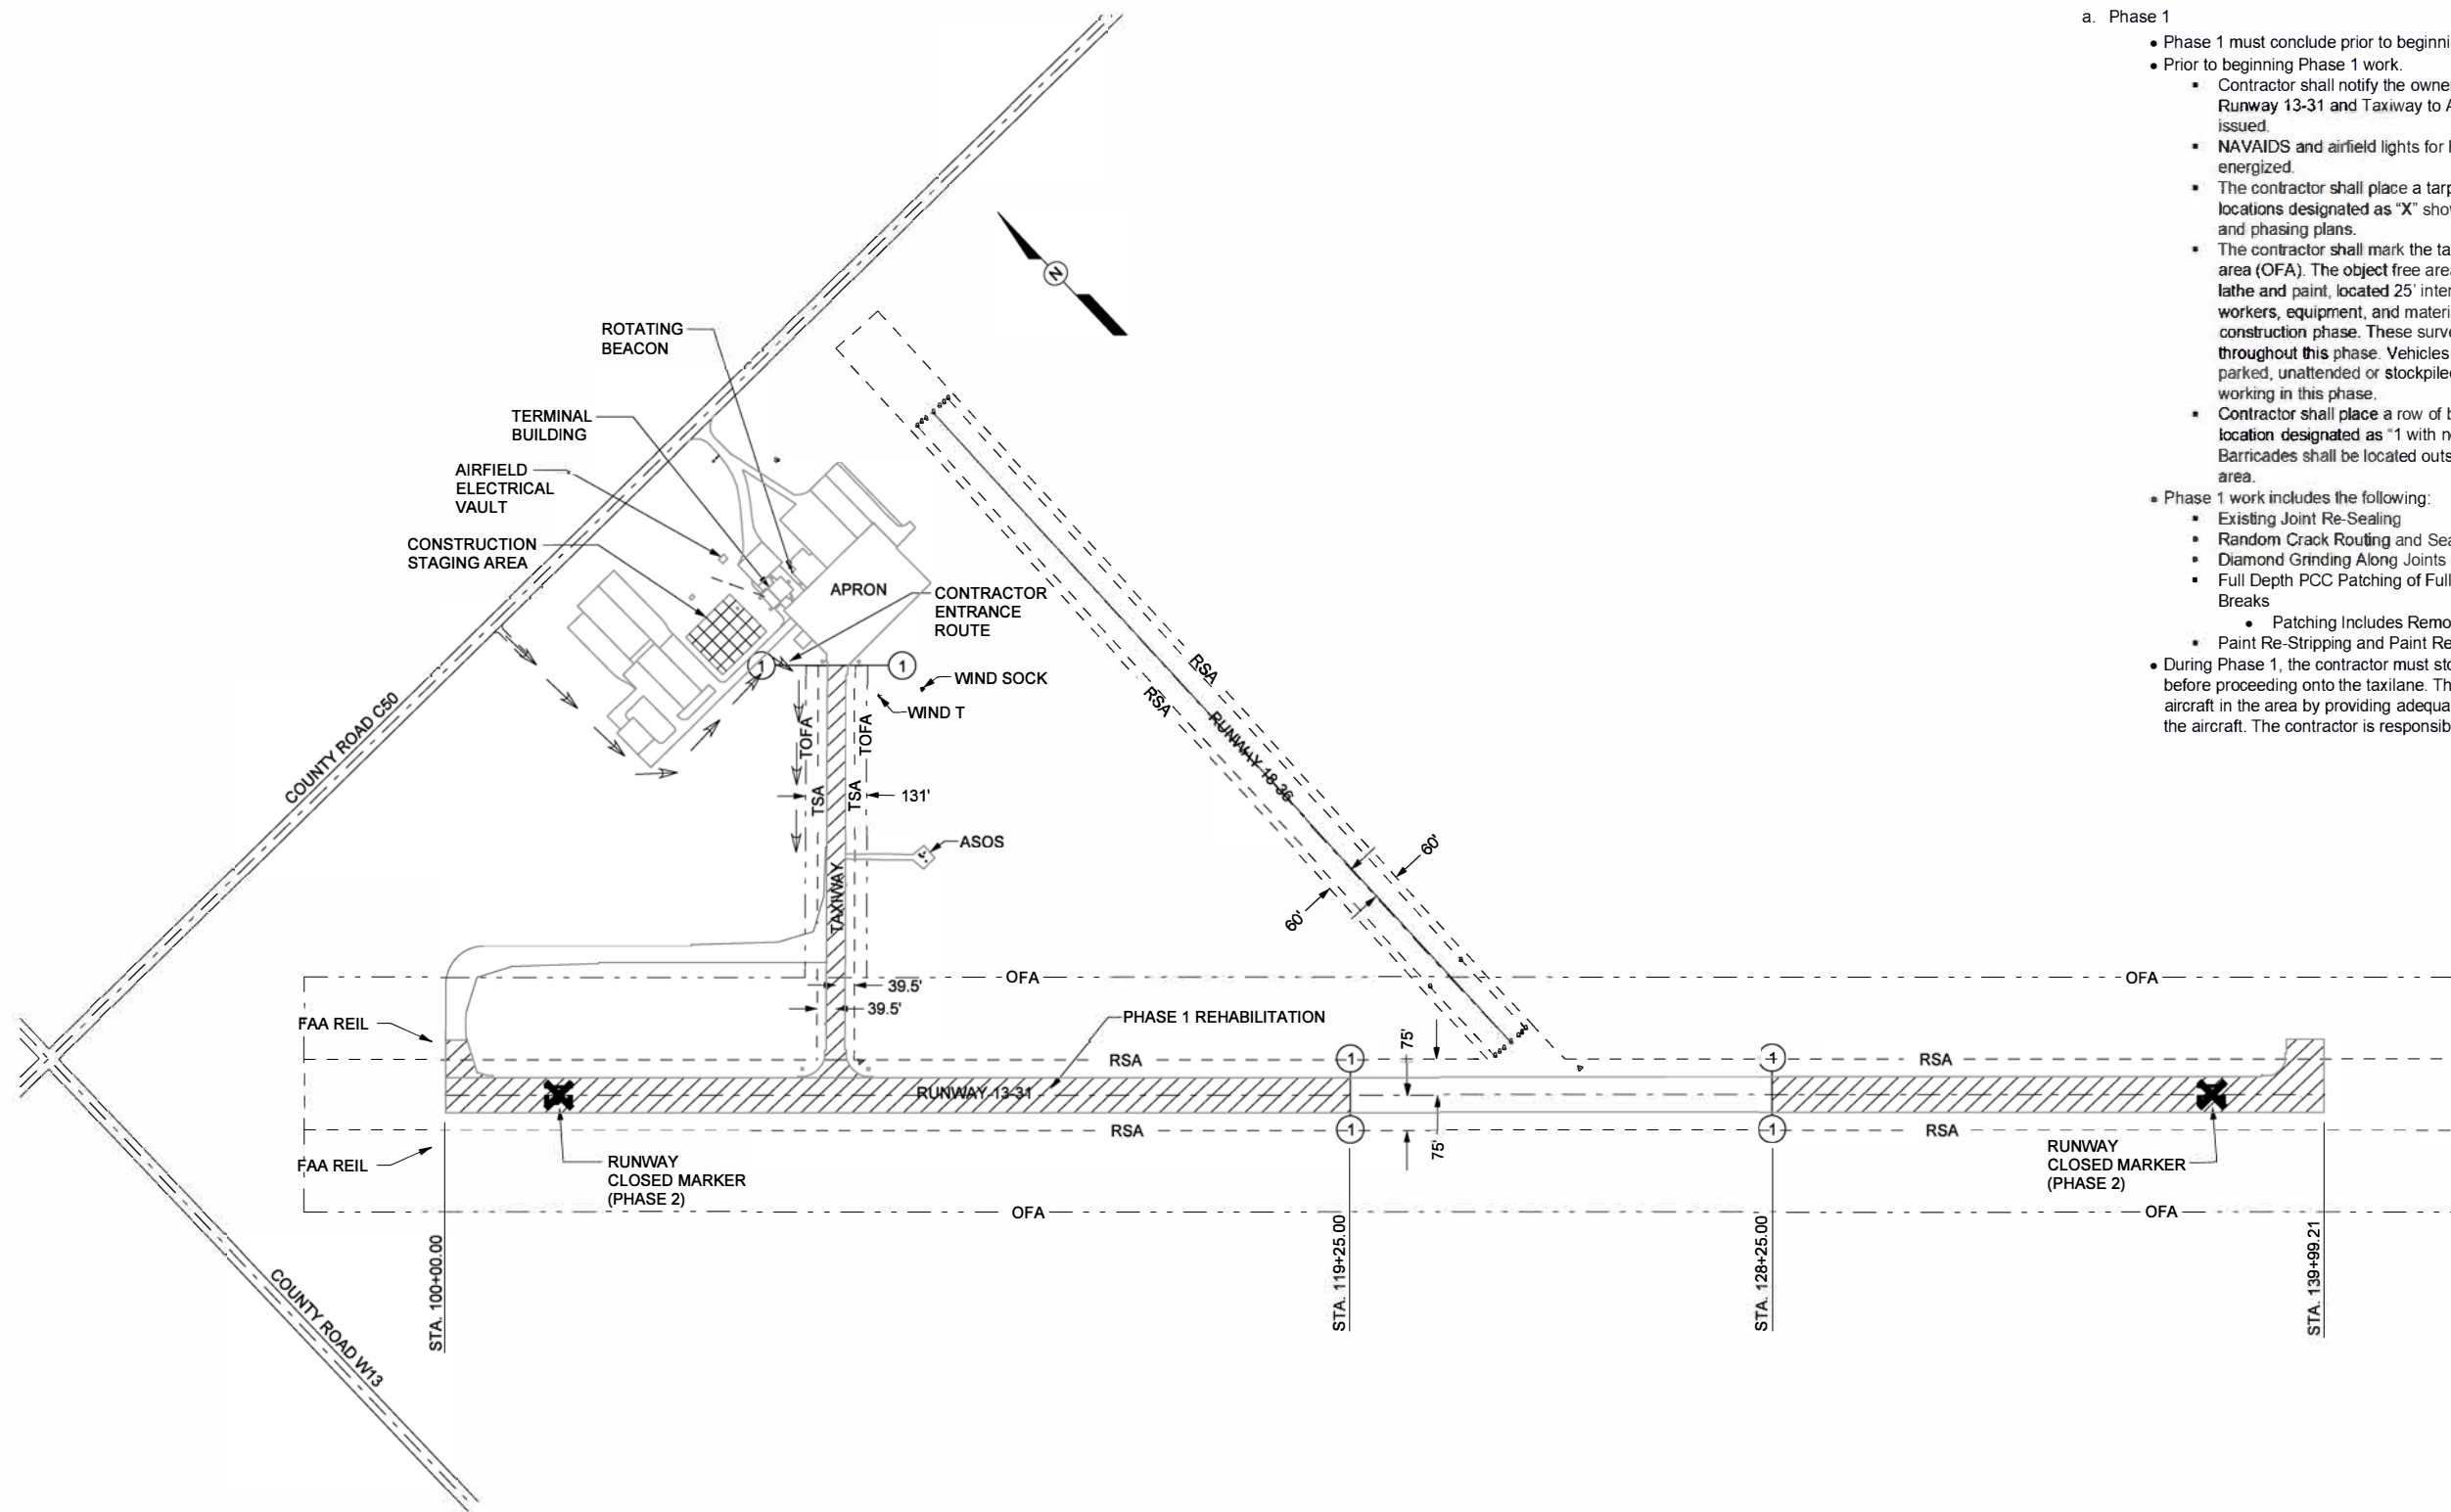 a. Phase 1
• Phase 1 must conclude prior to beginni
• Prior to beginning Phase 1 work.
▪ Contractor shall notify the owne
Runway 13-31 and Taxiway to A
issued.
▪ NAVAIDS and airfield lights for
energized.
▪ The contractor shall place a tarp
locations designated as “X” sho
and phasing plans.
▪ The contractor shall mark the ta
area (OFA). The object free are
lathe and paint, located 25' inter
workers, equipment, and materi
construction phase. These surve
throughout this phase. Vehicles
parked, unattended or stockpile
working in this phase.
▪ Contractor shall place a row of b
location designated as “1 with n
Barricades shall be located outs
area.
• Phase 1 work includes the following:
▪ Existing Joint Re-Sealing
▪ Random Crack Routing and Sea
▪ Diamond Grinding Along Joints
▪ Full Depth PCC Patching of Full
Breaks
• Patching Includes Remo
▪ Paint Re-Stripping and Paint Re
• During Phase 1, the contractor must sto
before proceeding onto the taxilane. Th
aircraft in the area by providing adequa
the aircraft. The contractor is responsib
N
ROTATING
BEACON
TERMINAL
BUILDING
AIRFIELD
ELECTRICAL
VAULT
CONSTRUCTION
STAGING AREA
APRON
CONTRACTOR
ENTRANCE
ROUTE
1
1
WIND SOCK
WIND T
COUNTY ROAD C50
TOFA
TOFA
TSA
TSA
131'
ASOS
TAXIWAY
RSA
RSA
RUNWAY 18-36
60'
60'
OFA
OFA
39.5'
39.5'
FAA REIL
PHASE 1 REHABILITATION
RSA
1
75'
1
RSA
RUNWAY 13-31
RSA
1
75'
1
RSA
FAA REIL
RUNWAY
CLOSED MARKER
(PHASE 2)
RUNWAY
CLOSED MARKER
(PHASE 2)
OFA
OFA
STA. 100+00.00
STA. 119+25.00
STA. 128+25.00
STA. 139+99.21
COUNTY ROAD W13